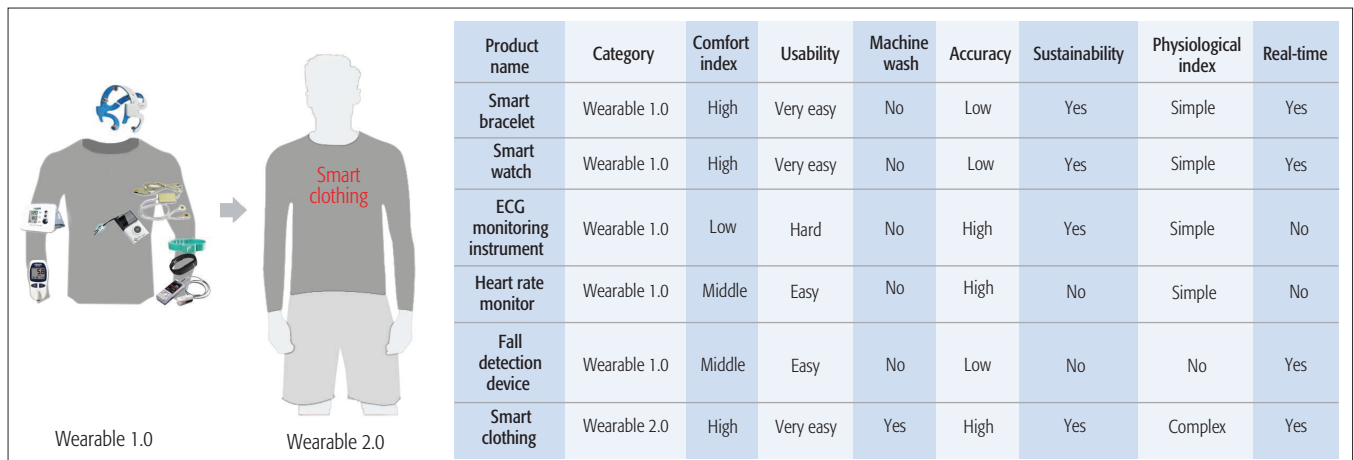 Smart
clothing
Wearable 1.0
Wearable 2.0
Product name Category Comfort index Usability Machine wash Accuracy Sustainability Physiological index Real-time
Smart bracelet Wearable 1.0 High Very easy No Low Yes Simple Yes
Smart watch Wearable 1.0 High Very easy No Low Yes Simple Yes
ECG monitoring instrument Wearable 1.0 Low Hard No High Yes Simple No
Heart rate monitor Wearable 1.0 Middle Easy No High No Simple No
Fall detection device Wearable 1.0 Middle Easy No Low No No Yes
Smart clothing Wearable 2.0 High Very easy Yes High Yes Complex Yes